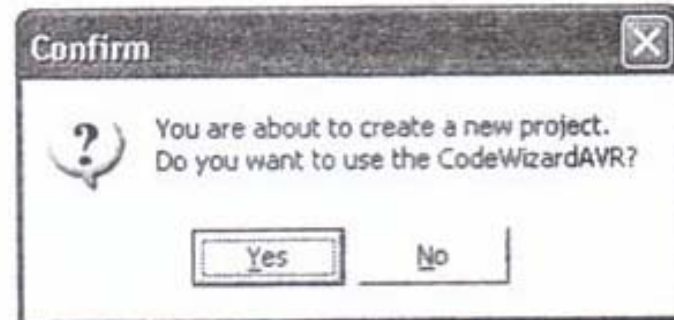 Confirm
?
You are about to create a new project.
Do you want to use the CodeWizardAVR?
Yes No